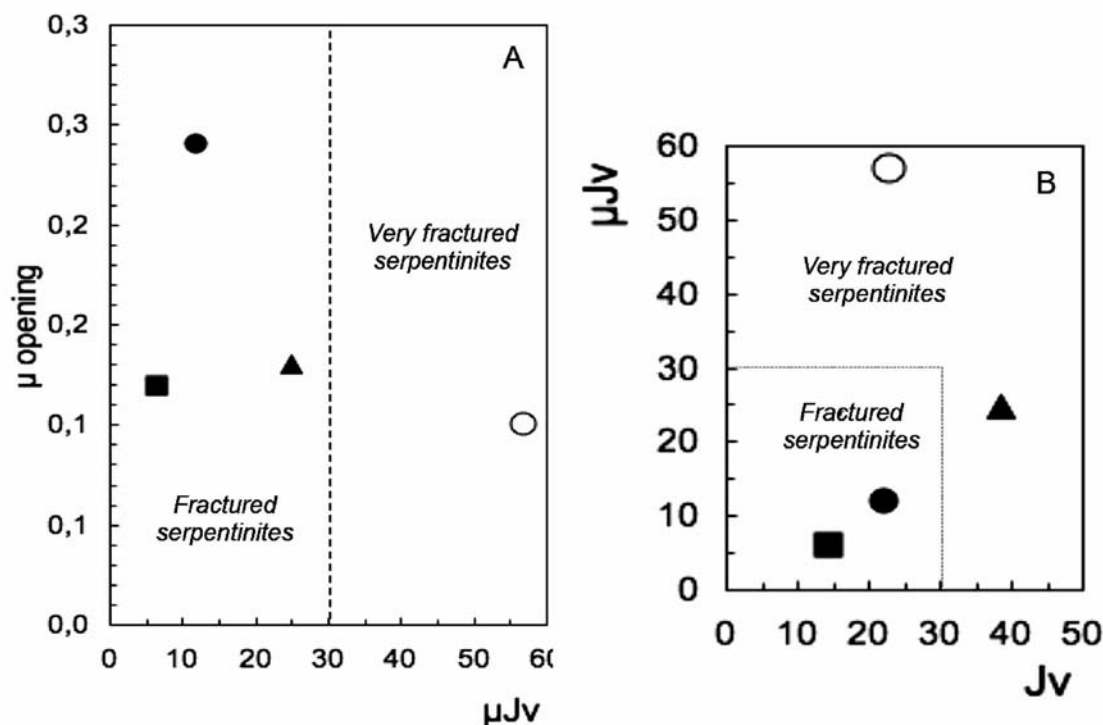 A
0,3
0,3
0,2
0,2
0,1
0,1
0,0
µ opening
Very fractured
serpentinites
Fractured
serpentinites
0 10 20 30 40 50 60
µJv
B
60
50
40
30
20
10
0
µJv
Very fractured
serpentinites
Fractured
serpentinites
0 10 20 30 40 50
Jv